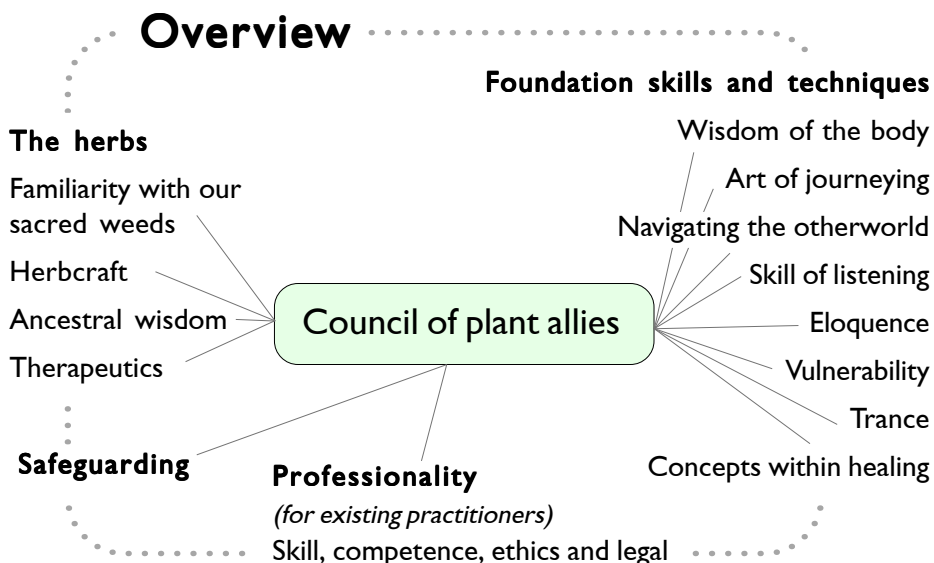 Overview
The herbs
Familiarity with our
sacred weeds
Herbcraft
Ancestral wisdom
Therapeutics
Council of plant allies
Foundation skills and techniques
Wisdom of the body
Art of journeying
Navigating the otherworld
Skill of listening
Eloquence
Vulnerability
Trance
Concepts within healing
Safeguarding
Professionality
(for existing practitioners)
Skill, competence, ethics and legal